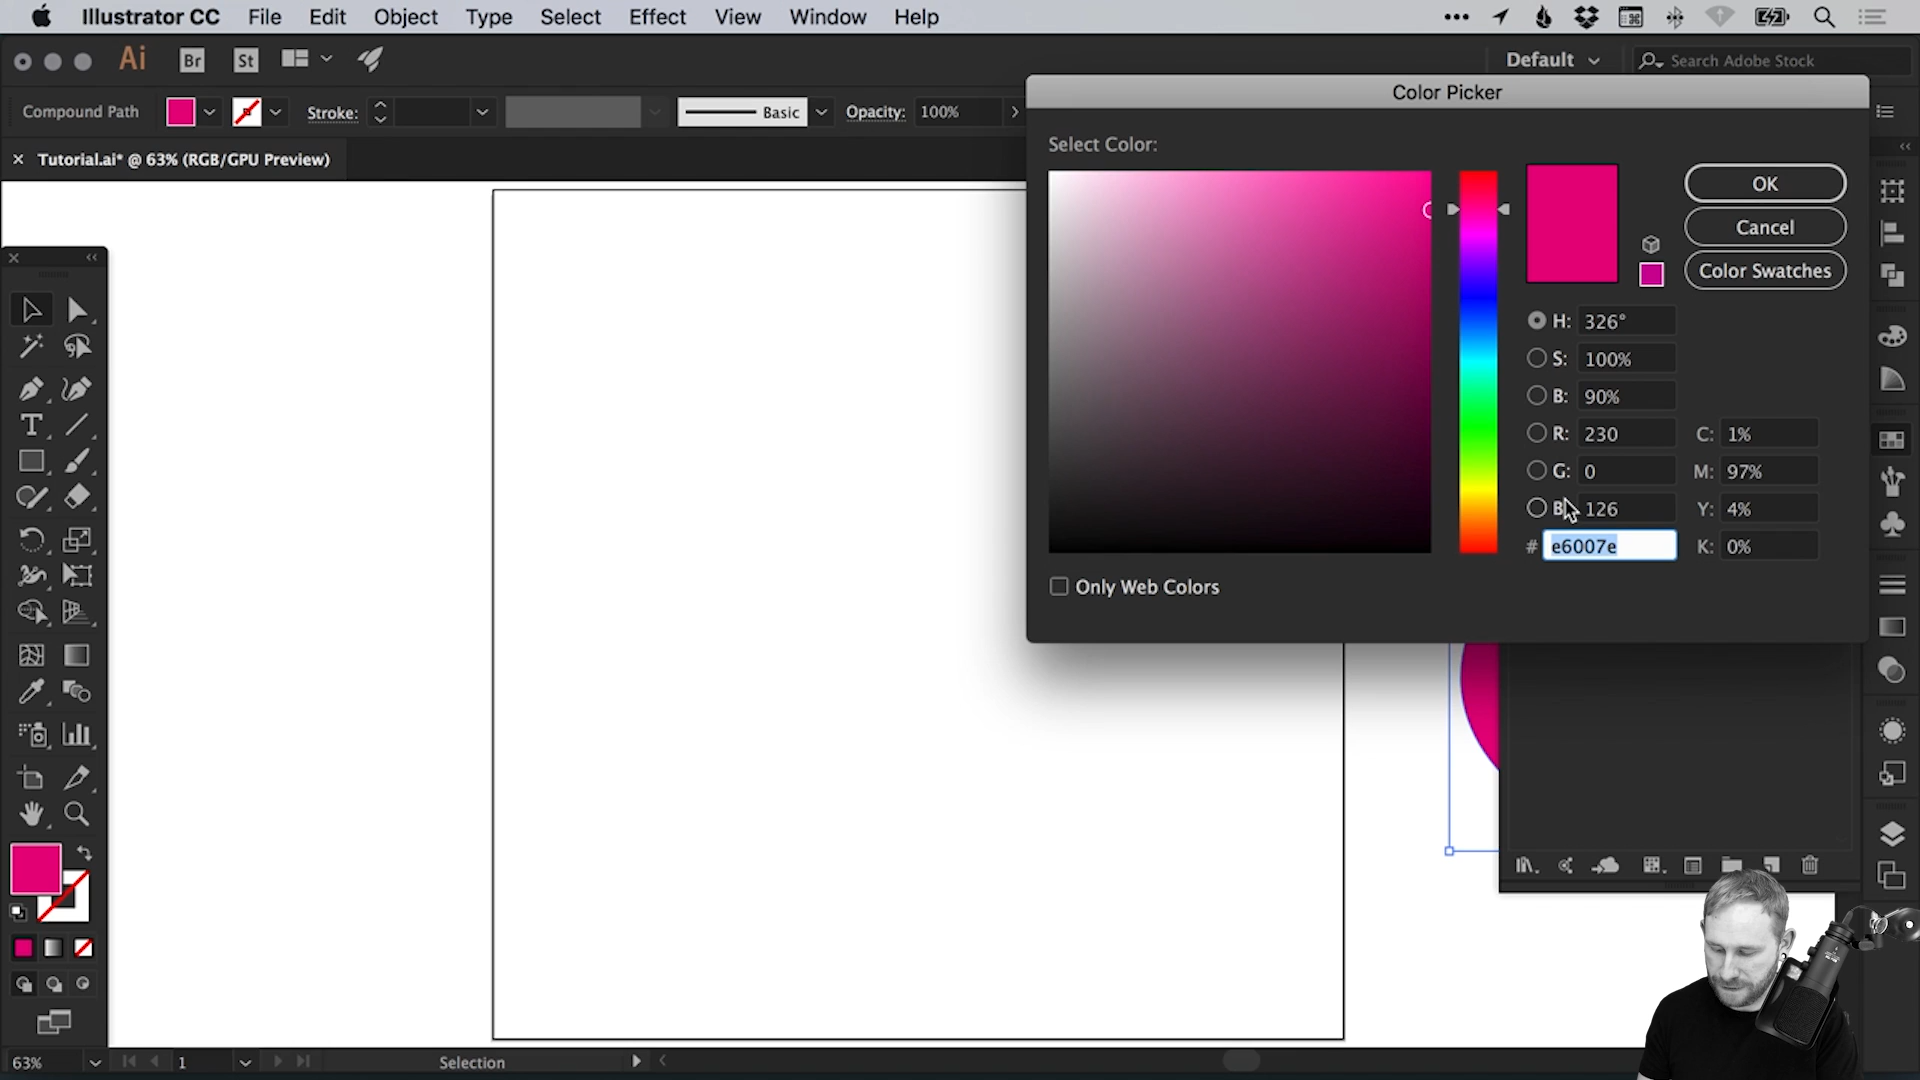 Illustrator CC File Edit Object Type Select Effect View Window Help
Ai Br St Default Search Adobe Stock
Compound Path Stroke: Basic Opacity: 100%
Tutorial.ai* @ 63% (RGB/GPU Preview)
Color Picker
Select Color:
OK
Cancel
Color Swatches
H: 326°
S: 100%
B: 90%
R: 230 C: 1%
G: 0 M: 97%
B 126 Y: 4%
# e6007e K: 0%
Only Web Colors
T
63% 1 Selection